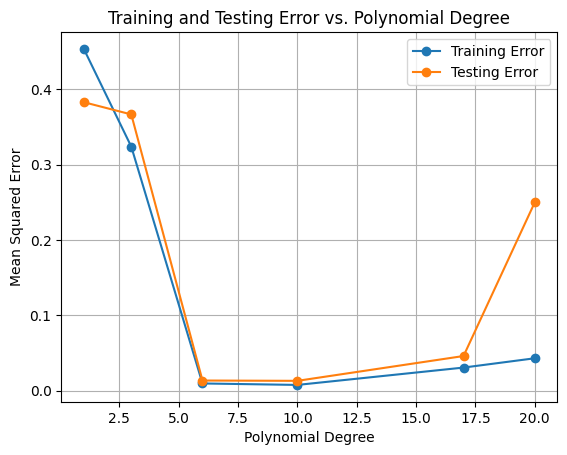 Training and Testing Error vs. Polynomial Degree
Training Error
Testing Error
Mean Squared Error
0.4
0.3
0.2
0.1
0.0
2.5 5.0 7.5 10.0 12.5 15.0 17.5 20.0
Polynomial Degree